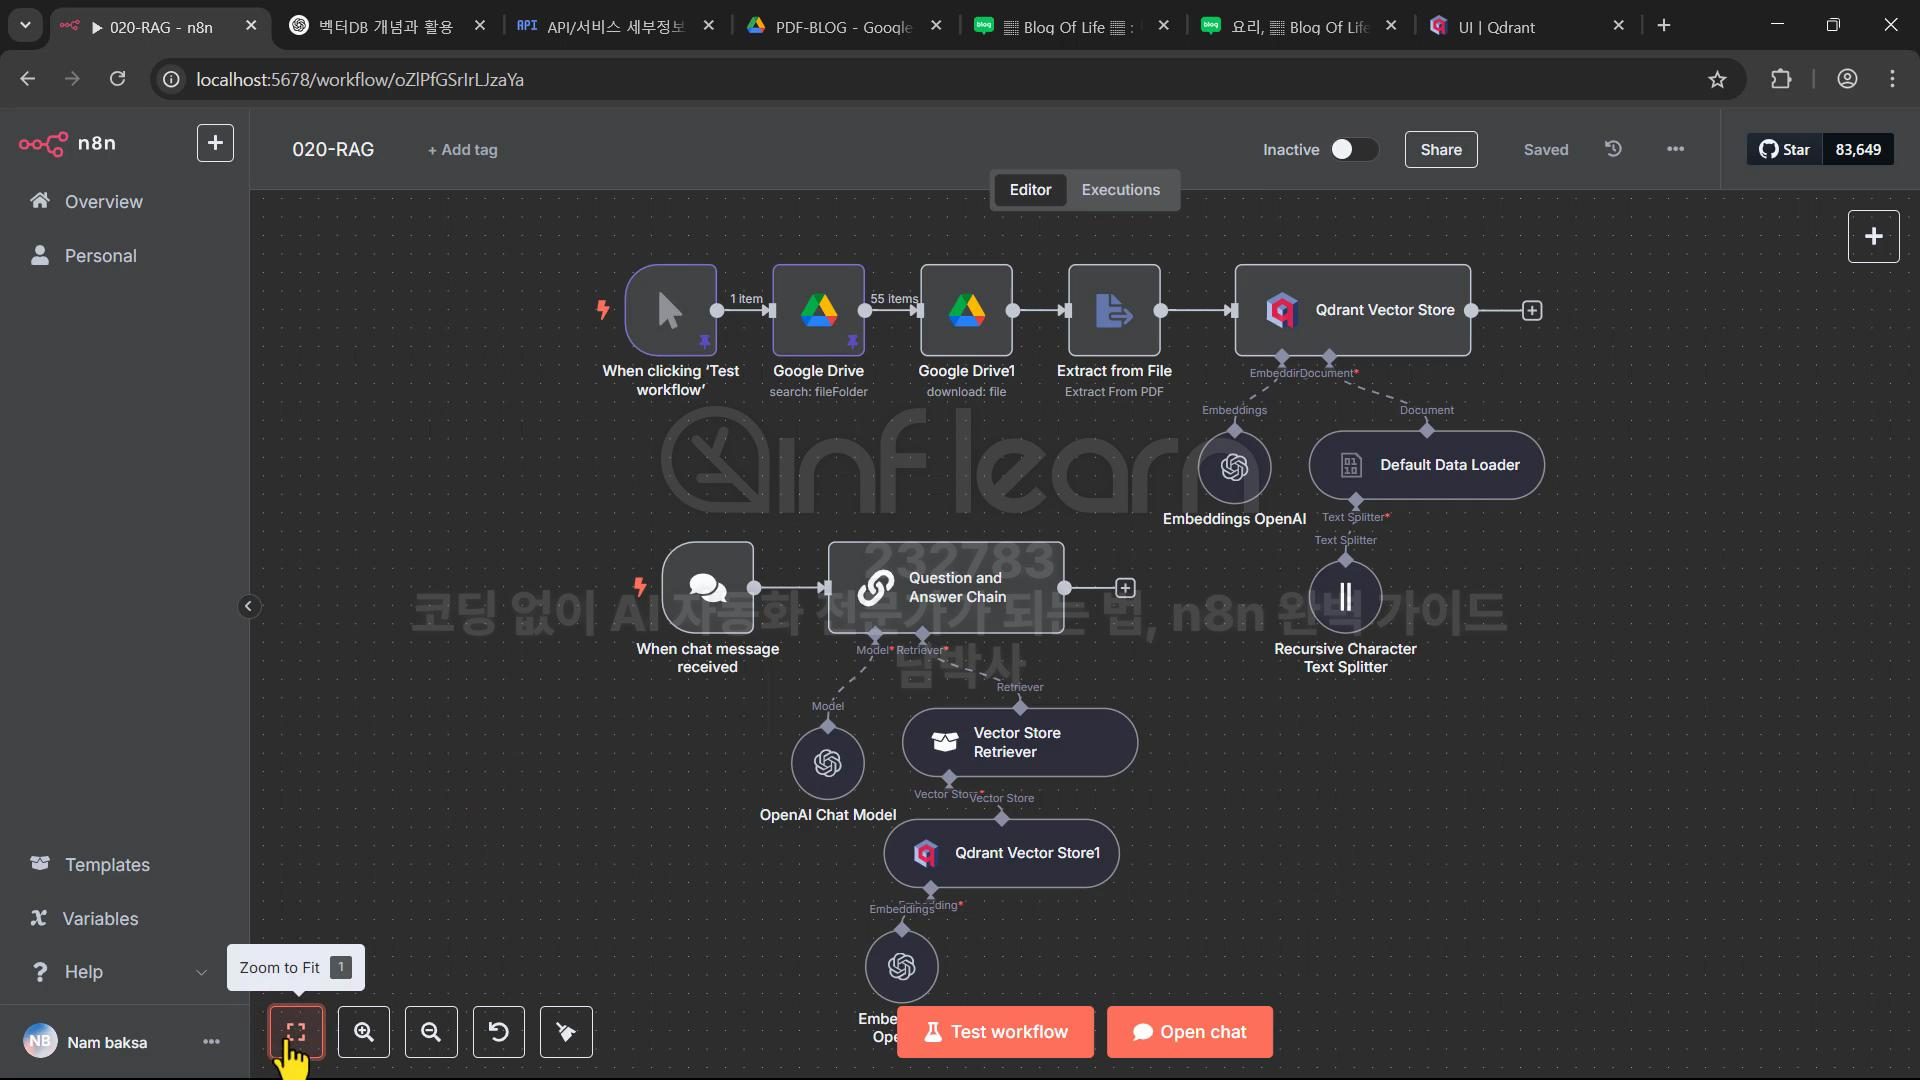 020-RAG - n8n
벡터DB 개념과 활용
API
API/서비스 세부정보
PDF-BLOG - Google
blog
▒ Blog Of Life ▒ :
blog
요리, ▒ Blog Of Life
UI | Qdrant
localhost:5678/workflow/oZlPfGSrIrLJzaYa
n8n
020-RAG
+ Add tag
Inactive
Share
Saved
Star
83,649
Editor
Executions
Overview
Personal
1 item
55 items
Qdrant Vector Store
When clicking ‘Test
workflow’
Google Drive
search: fileFolder
Google Drive1
download: file
Extract from File
Extract From PDF
Document*
Embeddings
Document
inflearn
Default Data Loader
Embeddings OpenAI
Text Splitter*
Text Splitter
232783
Question and
Answer Chain
코딩 없이 AI 자동화 전문가가 되는 법, n8n 완벽 가이드
남박사
When chat message
received
Model*
Retriever*
Recursive Character
Text Splitter
Retriever
Model
Vector Store
Retriever
Vector Store
OpenAI Chat Model
Qdrant Vector Store1
Embeddings
Templates
Variables
Help
Zoom to Fit
1
Nam baksa
NB
Test workflow
Open chat